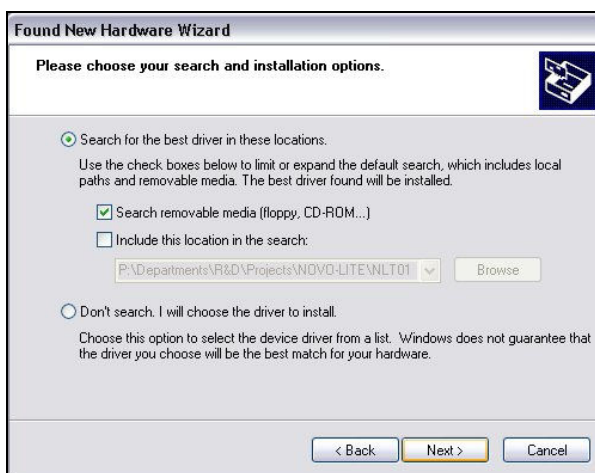 Found New Hardware Wizard
Please choose your search and installation options.
Search for the best driver in these locations.
Use the check boxes below to limit or expand the default search, which includes local
paths and removable media. The best driver found will be installed.
Search removable media (floppy, CD-ROM...)
Include this location in the search:
P:\Departments\R&D\Projects\NOVO-LITE\NLT01
Browse
Don't search. I will choose the driver to install.
Choose this option to select the device driver from a list. Windows does not guarantee that
the driver you choose will be the best match for your hardware.
< Back Next > Cancel